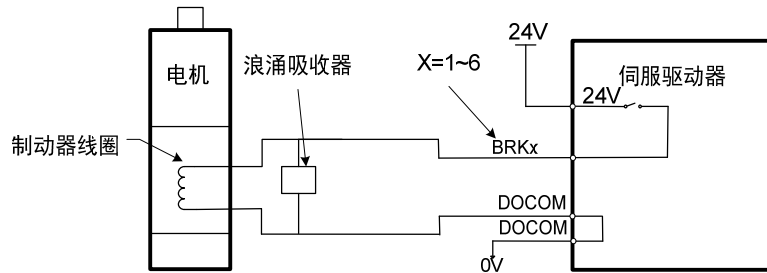 24V
电机
浪涌吸收器
X=1~6
伺服驱动器
24V
制动器线圈
BRKx
DOCOM
DOCOM
0V